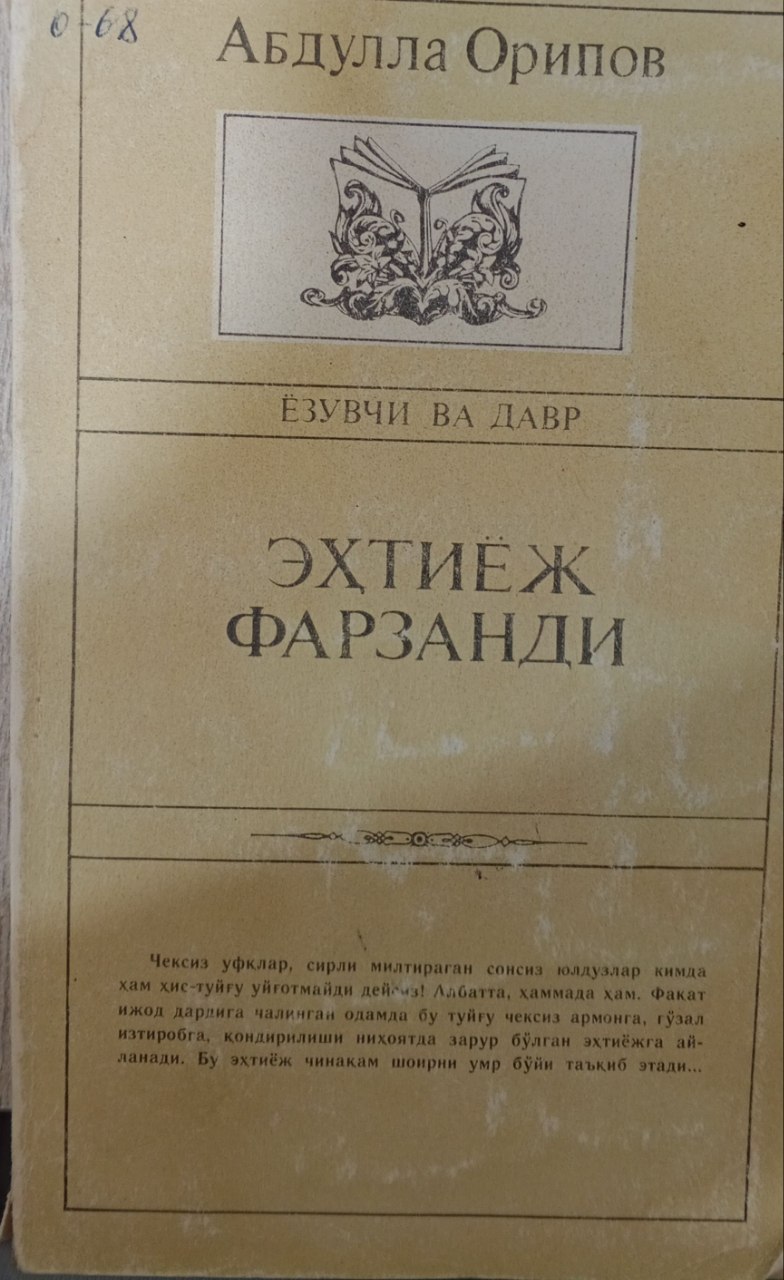 О-68
Абдулла Орипов
ЁЗУВЧИ ВА ДАВР
ЭҲТИЁЖ
ФАРЗАНДИ
Чексиз уфқлар, сирли милтираган сонсиз юлдузлар кимда
ҳам ҳис-туйғу уйғотмайди дейсиз! Албатта, ҳаммада ҳам. Фақат
ижод дардига чалинган одамда бу туйғу чексиз армонга, гўзал
изтиробга, қондирилиши ниҳоятда зарур бўлган эҳтиёжга ай-
ланади. Бу эҳтиёж чинакам шоирни умр бўйи таъқиб этади...